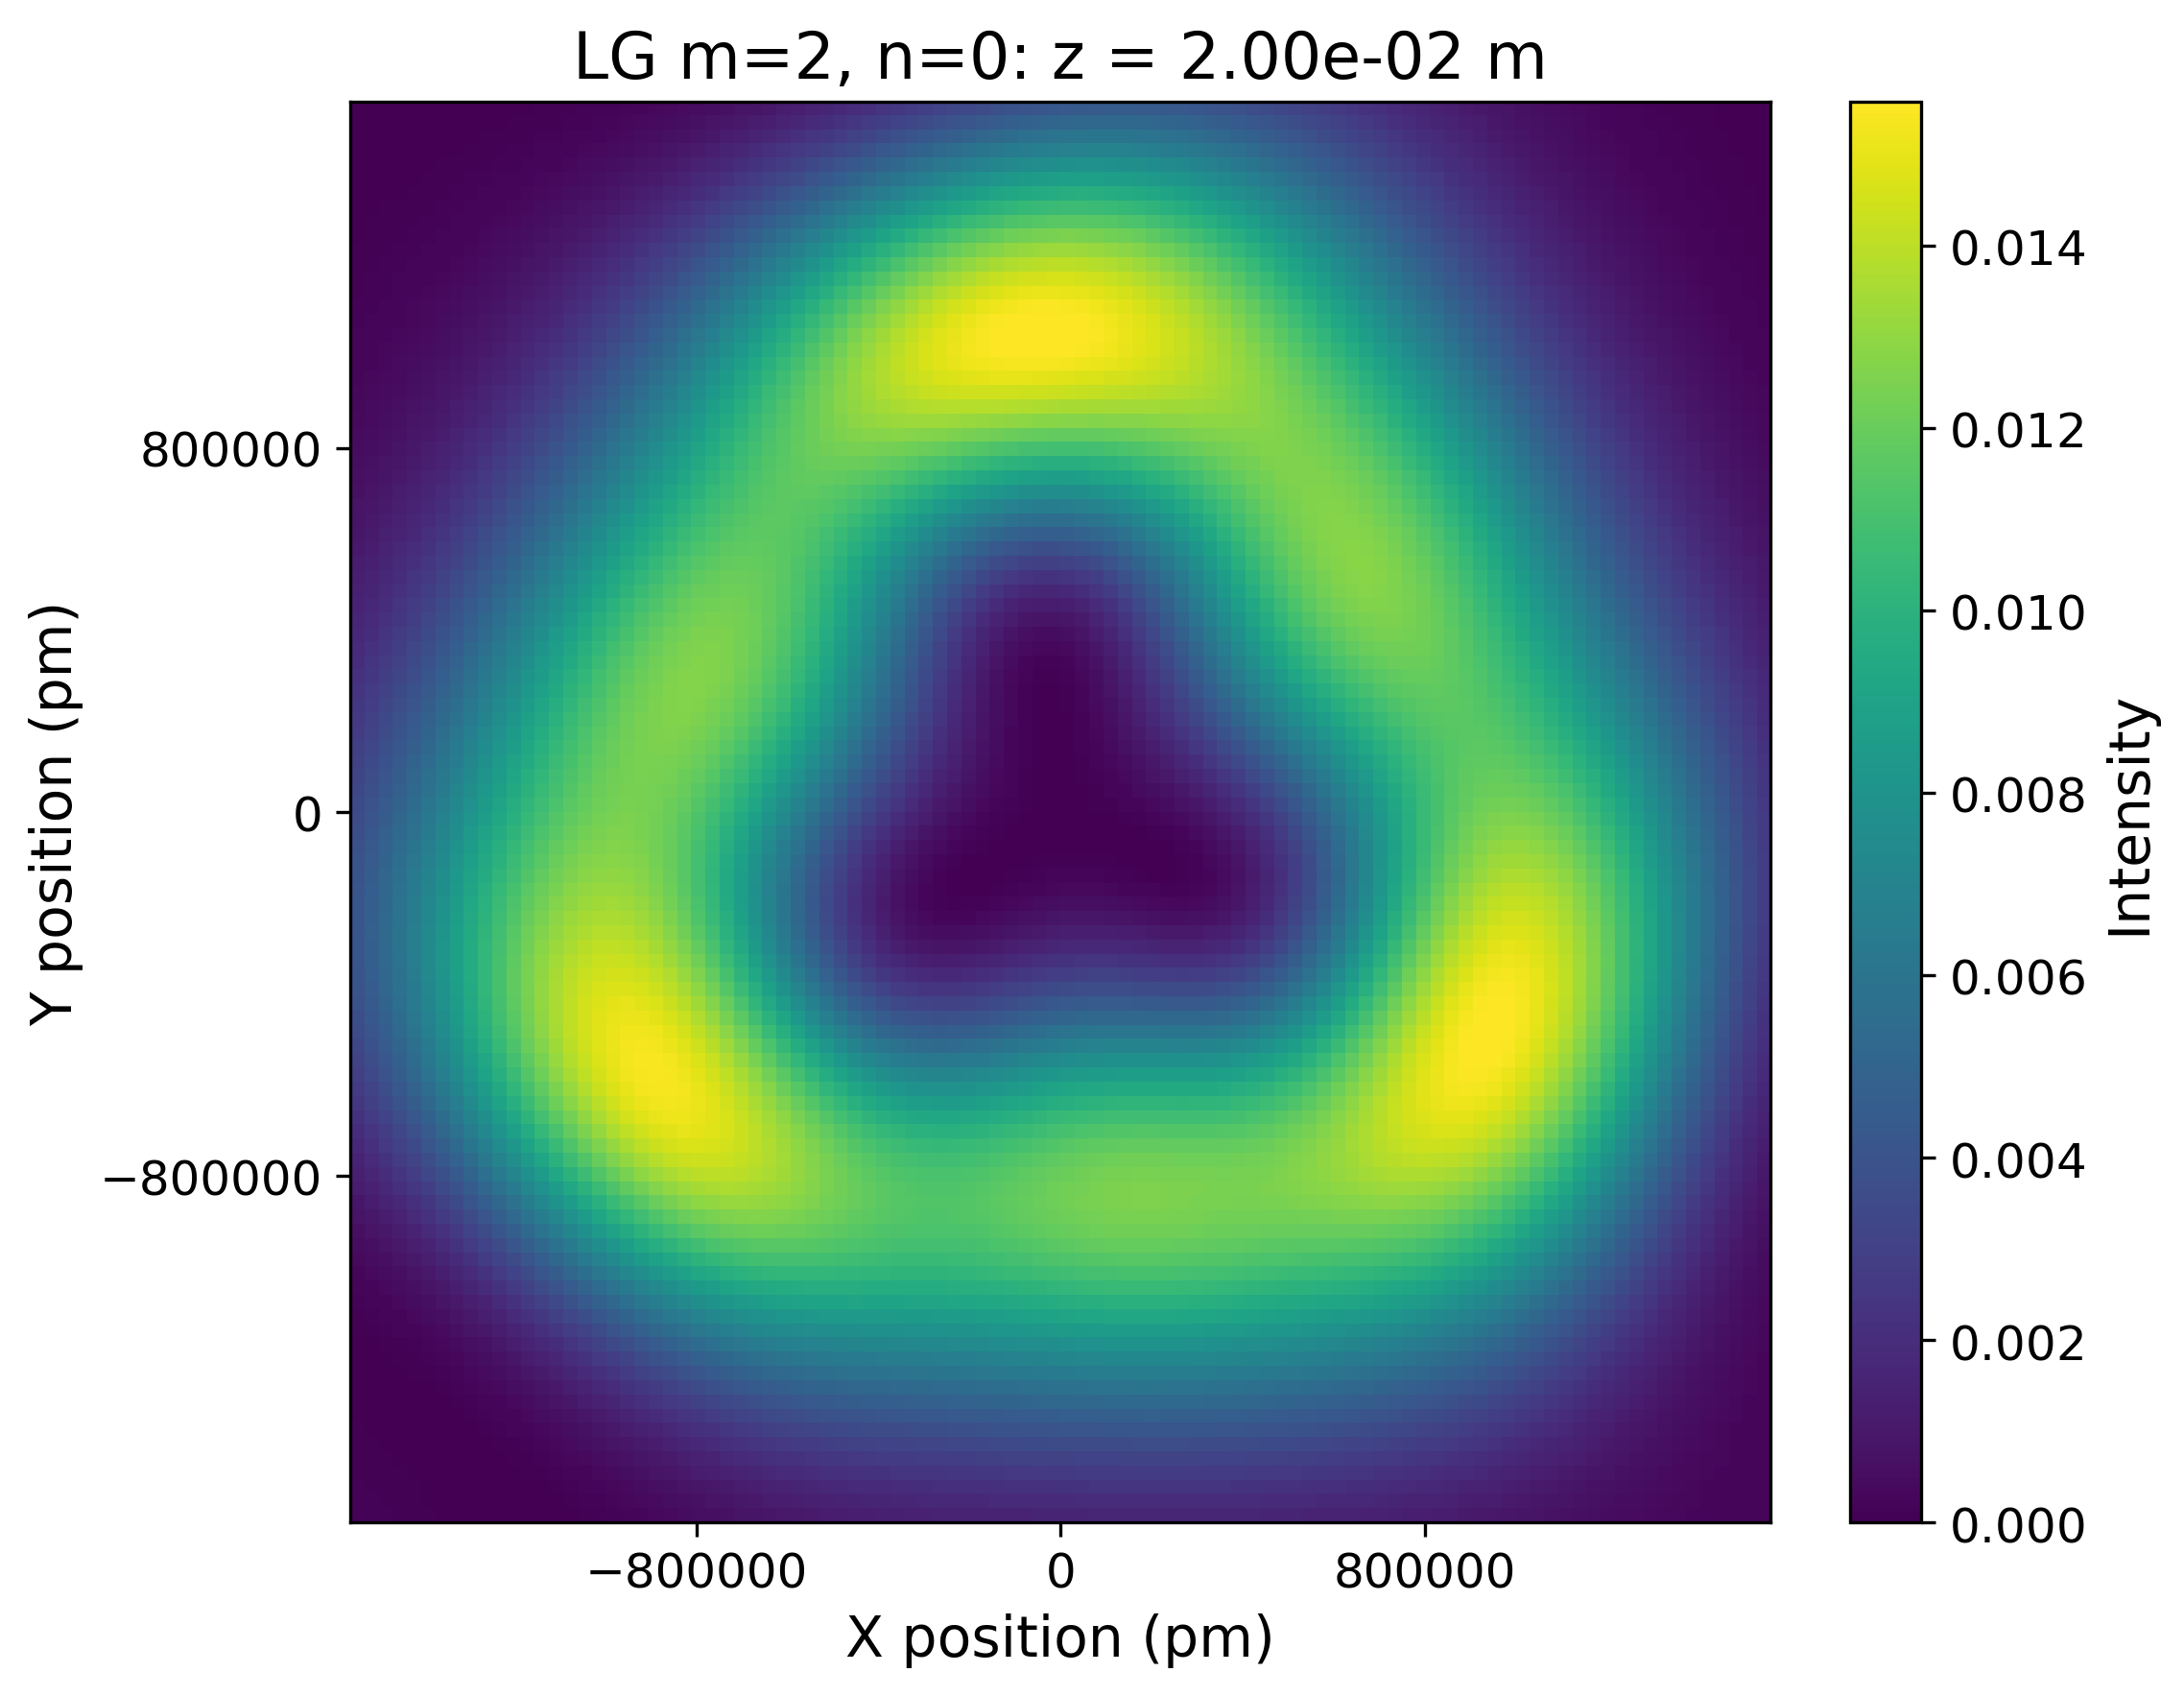 LG m=2, n=0: z = 2.00e-02 m
Y position (pm)
800000
0
−800000
−800000 0 800000
X position (pm)
0.014
0.012
0.010
0.008
0.006
0.004
0.002
0.000
Intensity